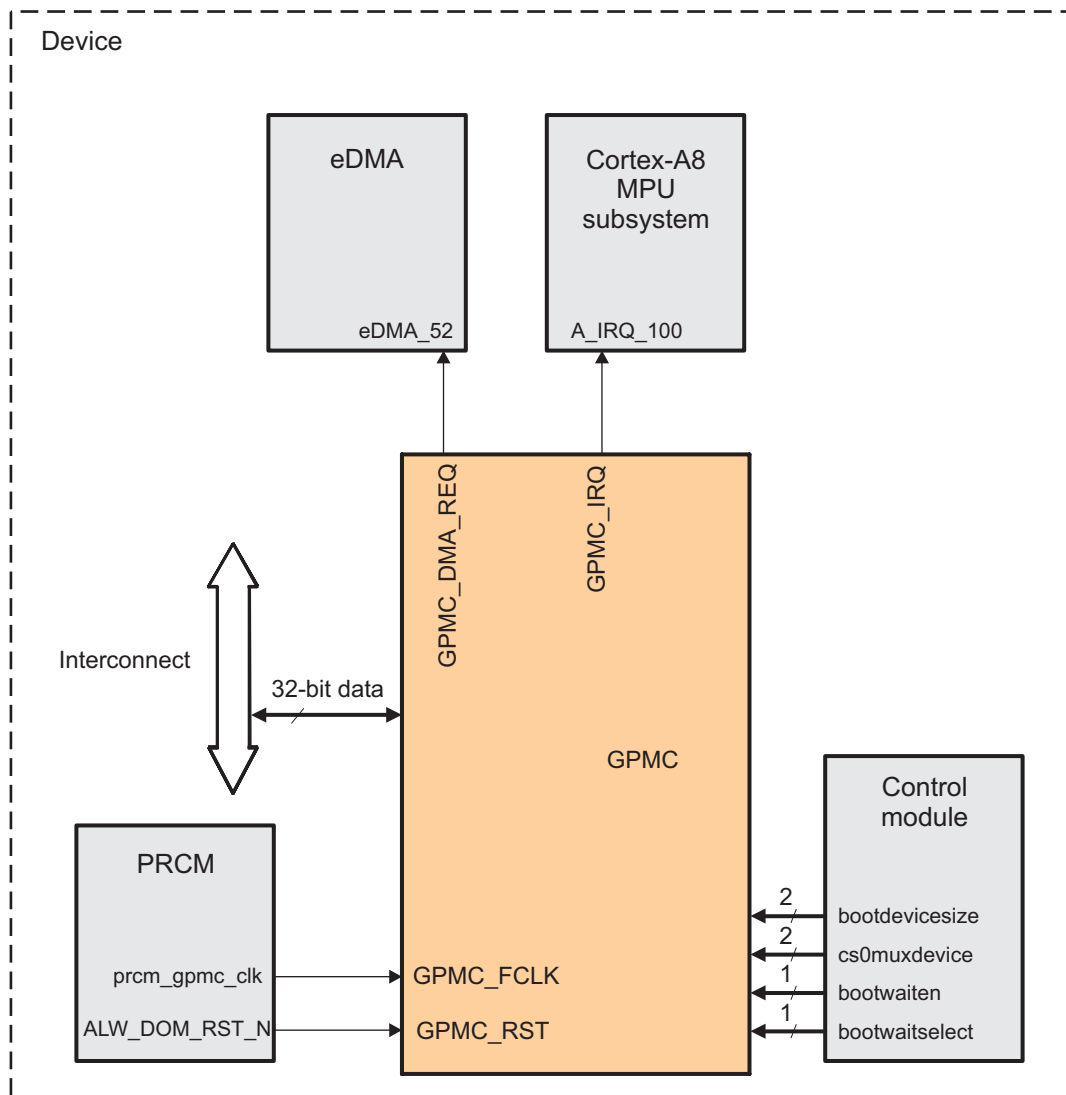 Device
eDMA
eDMA_52
Cortex-A8
MPU
subsystem
A_IRQ_100
GPMC_DMA_REQ
GPMC_IRQ
Interconnect
32-bit data
GPMC
PRCM
prcm_gpmc_clk
ALW_DOM_RST_N
GPMC_FCLK
GPMC_RST
Control
module
2
bootdevicesize
2
cs0muxdevice
1
bootwaiten
1
bootwaitselect